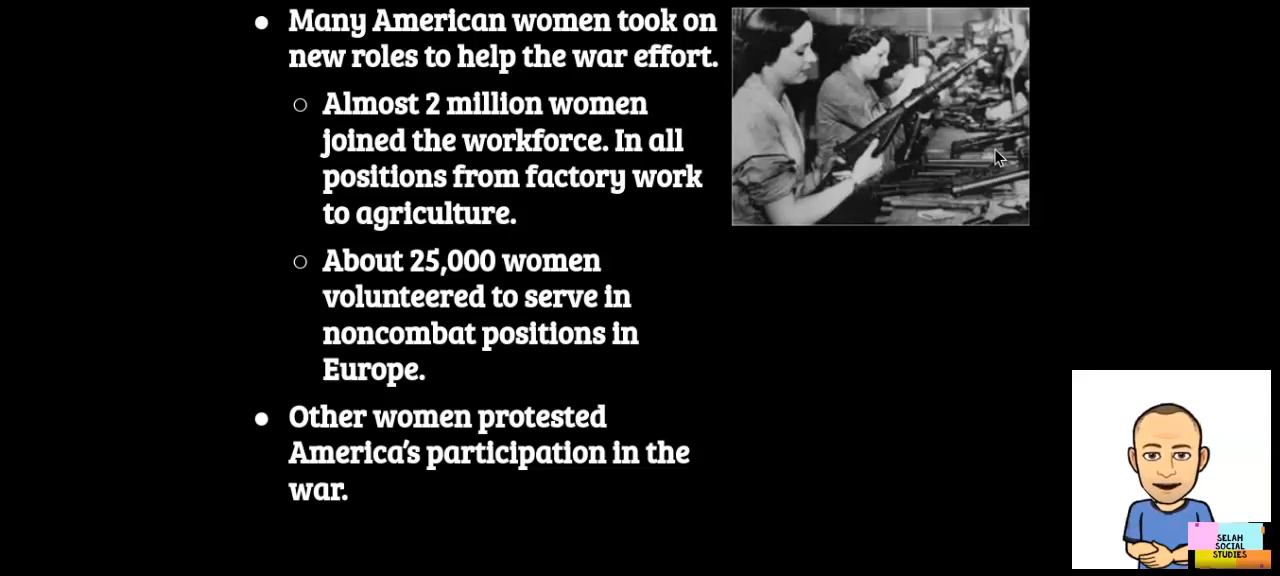 ● Many American women took on
new roles to help the war effort.
○ Almost 2 million women
joined the workforce. In all
positions from factory work
to agriculture.
○ About 25,000 women
volunteered to serve in
noncombat positions in
Europe.
● Other women protested
America's participation in the
war.
SELAH
SOCIAL
STUDIES